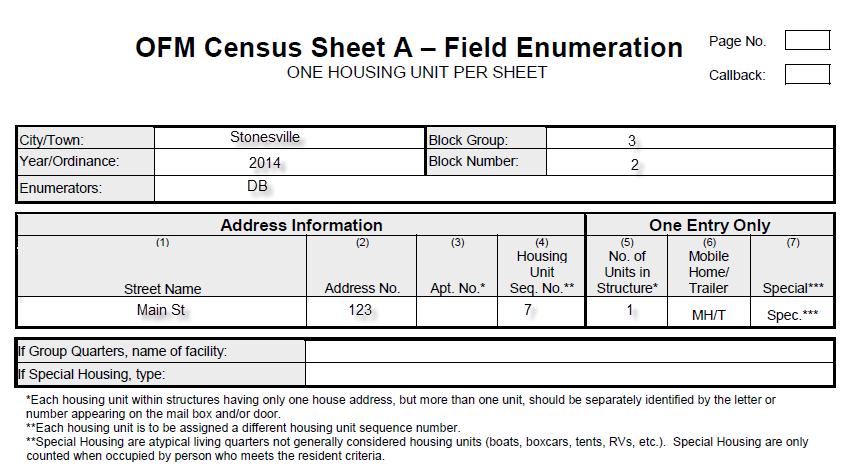 OFM Census Sheet A – Field Enumeration
ONE HOUSING UNIT PER SHEET
Page No.
Callback:
City/Town: Stonesville Block Group: 3
Year/Ordinance: 2014 Block Number: 2
Enumerators: DB
Address Information One Entry Only
(1) (2) (3) (4) (5) (6) (7)
Housing No. of Mobile
Unit Units in Home/
Street Name Address No. Apt. No.* Seq. No.** Structure* Trailer Special***
Main St 123 7 1 MH/T Spec.***
If Group Quarters, name of facility:
If Special Housing, type:
*Each housing unit within structures having only one house address, but more than one unit, should be separately identified by the letter or
number appearing on the mail box and/or door.
**Each housing unit is to be assigned a different housing unit sequence number.
**Special Housing are atypical living quarters not generally considered housing units (boats, boxcars, tents, RVs, etc.). Special Housing are only
counted when occupied by person who meets the resident criteria.